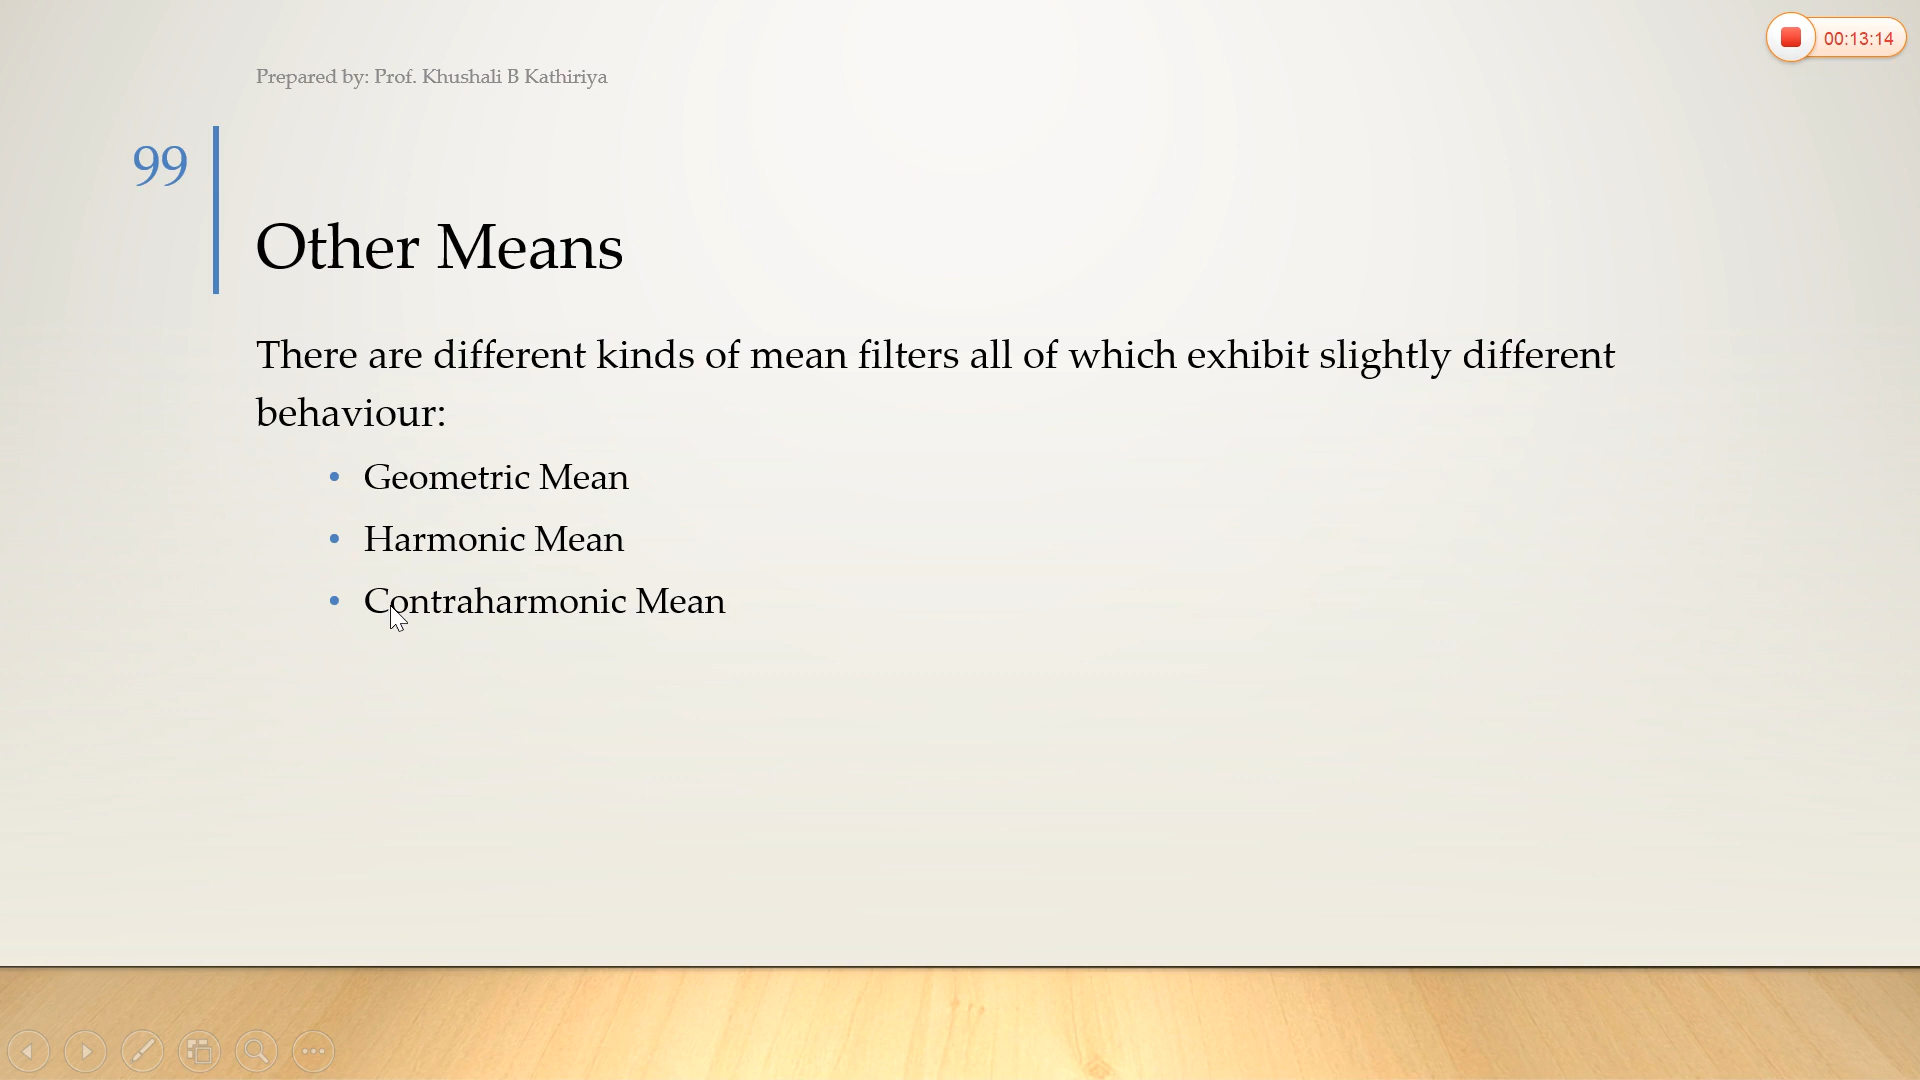 00:13:14
Prepared by: Prof. Khushali B Kathiriya
99
Other Means
There are different kinds of mean filters all of which exhibit slightly different
behaviour:
• Geometric Mean
• Harmonic Mean
• Contraharmonic Mean